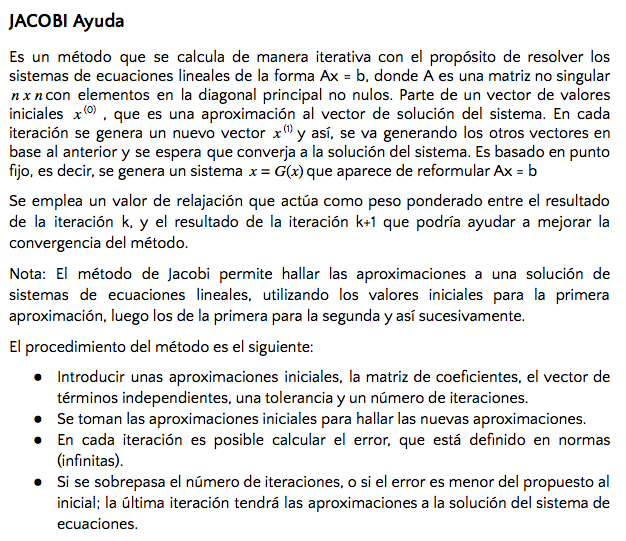 JACOBI Ayuda
Es un método que se calcula de manera iterativa con el propósito de resolver los
sistemas de ecuaciones lineales de la forma Ax = b, donde A es una matriz no singular
n x n con elementos en la diagonal principal no nulos. Parte de un vector de valores
iniciales x⁽⁰⁾ , que es una aproximación al vector de solución del sistema. En cada
iteración se genera un nuevo vector x⁽¹⁾ y así, se va generando los otros vectores en
base al anterior y se espera que converja a la solución del sistema. Es basado en punto
fijo, es decir, se genera un sistema x = G(x) que aparece de reformular Ax = b
Se emplea un valor de relajación que actúa como peso ponderado entre el resultado
de la iteración k, y el resultado de la iteración k+1 que podría ayudar a mejorar la
convergencia del método.
Nota: El método de Jacobi permite hallar las aproximaciones a una solución de
sistemas de ecuaciones lineales, utilizando los valores iniciales para la primera
aproximación, luego los de la primera para la segunda y así sucesivamente.
El procedimiento del método es el siguiente:
● Introducir unas aproximaciones iniciales, la matriz de coeficientes, el vector de
términos independientes, una tolerancia y un número de iteraciones.
● Se toman las aproximaciones iniciales para hallar las nuevas aproximaciones.
● En cada iteración es posible calcular el error, que está definido en normas
(infinitas).
● Si se sobrepasa el número de iteraciones, o si el error es menor del propuesto al
inicial; la última iteración tendrá las aproximaciones a la solución del sistema de
ecuaciones.